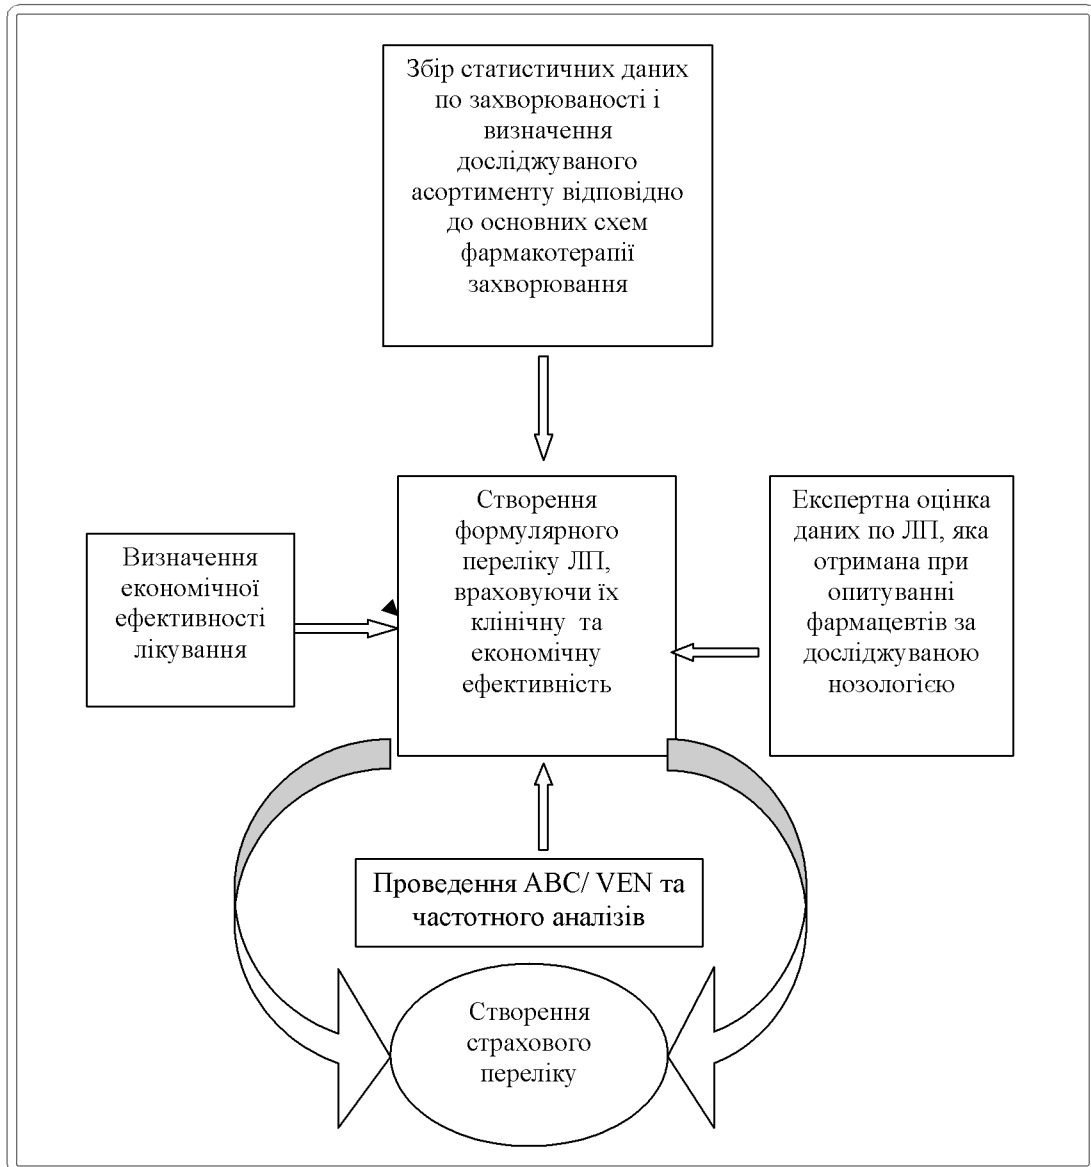 Збір статистичних даних
по захворюваності і
визначення
досліджуваного
асортименту відповідно
до основних схем
фармакотерапії
захворювання
Визначення
економічної
ефективності
лікування
Створення
формулярного
переліку ЛП,
враховуючи їх
клінічну та
економічну
ефективність
Експертна оцінка
даних по ЛП, яка
отримана при
опитуванні
фармацевтів за
досліджуваною
нозологією
Проведення АВС/ VEN та
частотного аналізів
Створення
страхового
переліку